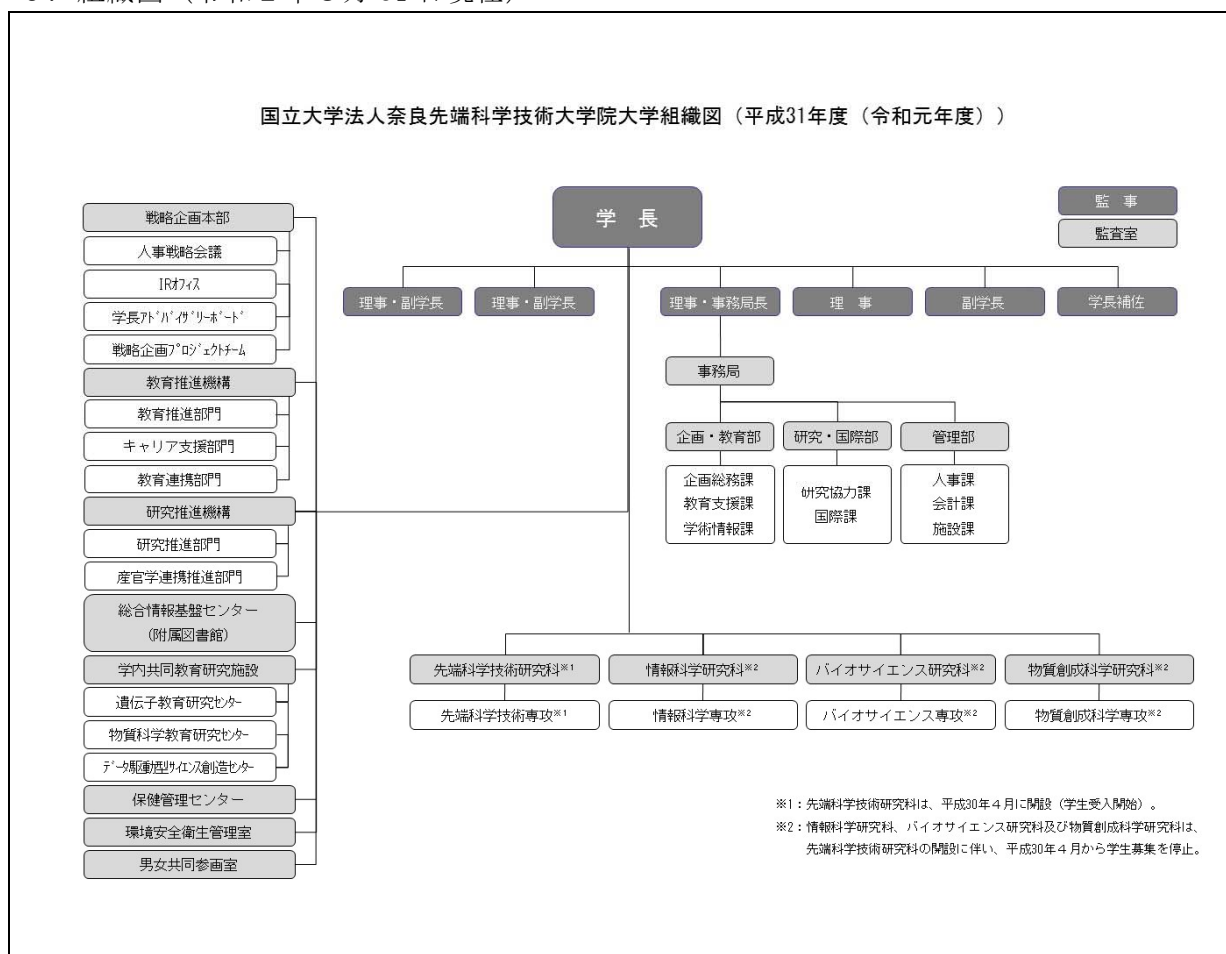 組織図（令和２年３月31日現在）
国立大学法人奈良先端科学技術大学院大学組織図（平成31年度（令和元年度））
学　長
監　事
監査室
理事・副学長
理事・副学長
理事・事務局長
理　事
副学長
学長補佐
事務局
企画・教育部
研究・国際部
管理部
企画総務課
教育支援課
学術情報課
研究協力課
国際課
人事課
会計課
施設課
戦略企画本部
人事戦略会議
IRｵﾌｨｽ
学長ｱﾄﾞﾊﾞｲｻﾞﾘｰﾎﾞｰﾄﾞ
戦略企画ﾌﾟﾛｼﾞｪｸﾄﾁｰﾑ
教育推進機構
教育推進部門
キャリア支援部門
教育連携部門
研究推進機構
研究推進部門
産官学連携推進部門
総合情報基盤センター
(附属図書館)
学内共同教育研究施設
遺伝子教育研究ｾﾝﾀｰ
物質科学教育研究ｾﾝﾀｰ
ﾃﾞｰﾀ駆動型ｻｲｴﾝｽ創造ｾﾝﾀｰ
保健管理センター
環境安全衛生管理室
男女共同参画室
先端科学技術研究科※1
情報科学研究科※2
バイオサイエンス研究科※2
物質創成科学研究科※2
先端科学技術専攻※1
情報科学専攻※2
バイオサイエンス専攻※2
物質創成科学専攻※2
※1：先端科学技術研究科は、平成30年４月に開設（学生受入開始）。
※2：情報科学研究科、バイオサイエンス研究科及び物質創成科学研究科は、
先端科学技術研究科の開設に伴い、平成30年４月から学生募集を停止。